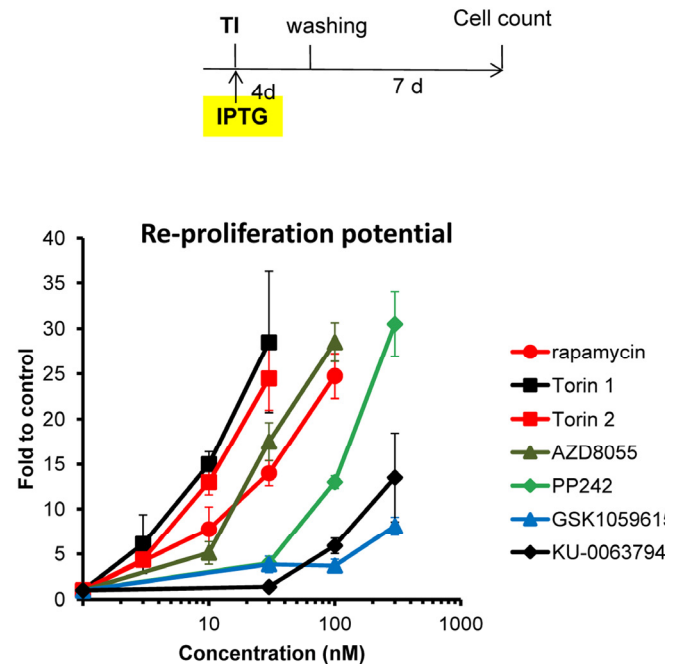 TI washing Cell count
4d 7 d
IPTG
Re-proliferation potential
40
35
30
25
20
15
10
5
0
Fold to control
10 100 1000
Concentration (nM)
rapamycin
Torin 1
Torin 2
AZD8055
PP242
GSK1059615
KU-0063794